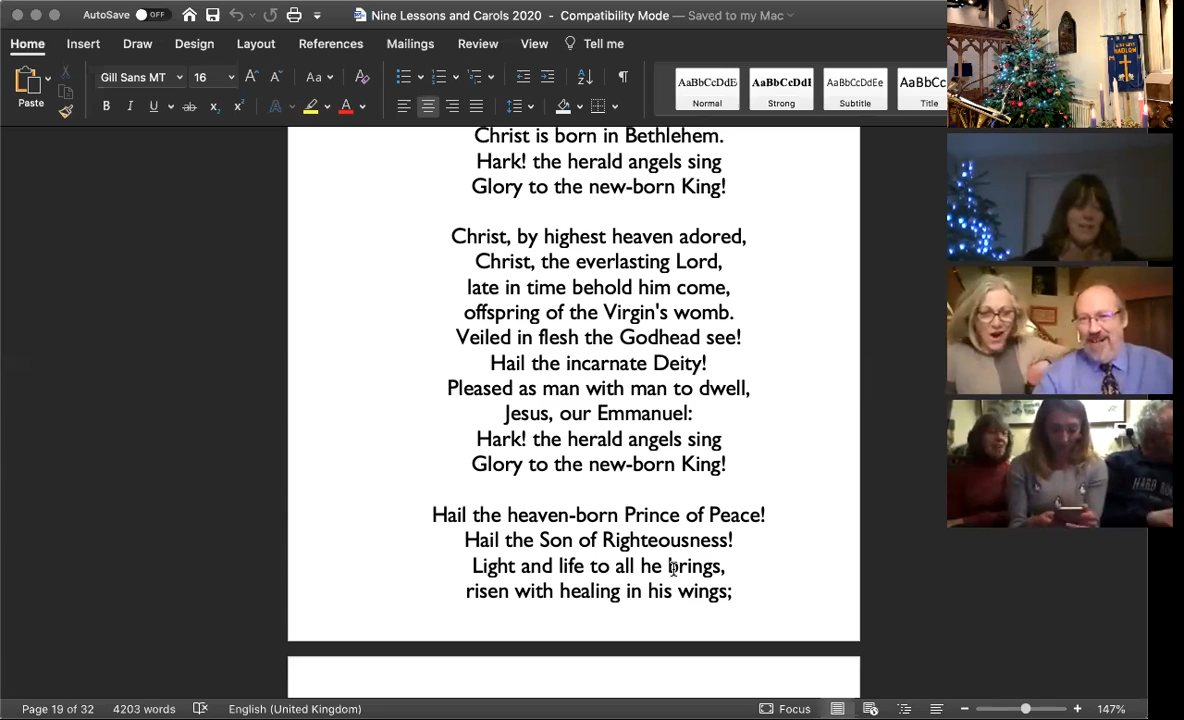 AutoSave OFF
Nine Lessons and Carols 2020 - Compatibility Mode — Saved to my Mac
Home Insert Draw Design Layout References Mailings Review View Tell me
Paste
Gill Sans MT 16
AaBbCcDdE AaBbCcDdI AaBbCcDdEe AaBbCcD
Normal Strong Subtitle Title
Christ is born in Bethlehem.
Hark! the herald angels sing
Glory to the new-born King!
Christ, by highest heaven adored,
Christ, the everlasting Lord,
late in time behold him come,
offspring of the Virgin's womb.
Veiled in flesh the Godhead see!
Hail the incarnate Deity!
Pleased as man with man to dwell,
Jesus, our Emmanuel:
Hark! the herald angels sing
Glory to the new-born King!
Hail the heaven-born Prince of Peace!
Hail the Son of Righteousness!
Light and life to all he brings,
risen with healing in his wings;
Page 19 of 32 4203 words English (United Kingdom) Focus 147%